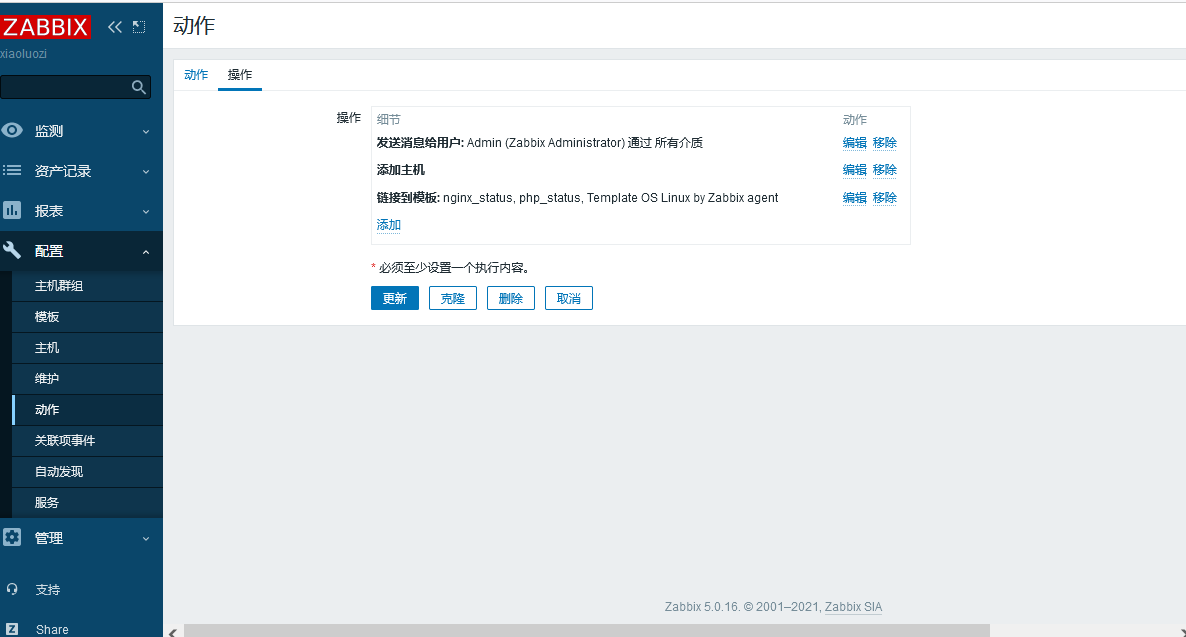 ZABBIX
xiaoluozi
监测
资产记录
报表
配置
主机群组
模板
主机
维护
动作
关联项事件
自动发现
服务
管理
支持
Share
动作
动作 操作
操作 细节 动作
发送消息给用户: Admin (Zabbix Administrator) 通过 所有介质 编辑 移除
添加主机 编辑 移除
链接到模板: nginx_status, php_status, Template OS Linux by Zabbix agent 编辑 移除
添加
* 必须至少设置一个执行内容。
更新 克隆 删除 取消
Zabbix 5.0.16. © 2001–2021, Zabbix SIA